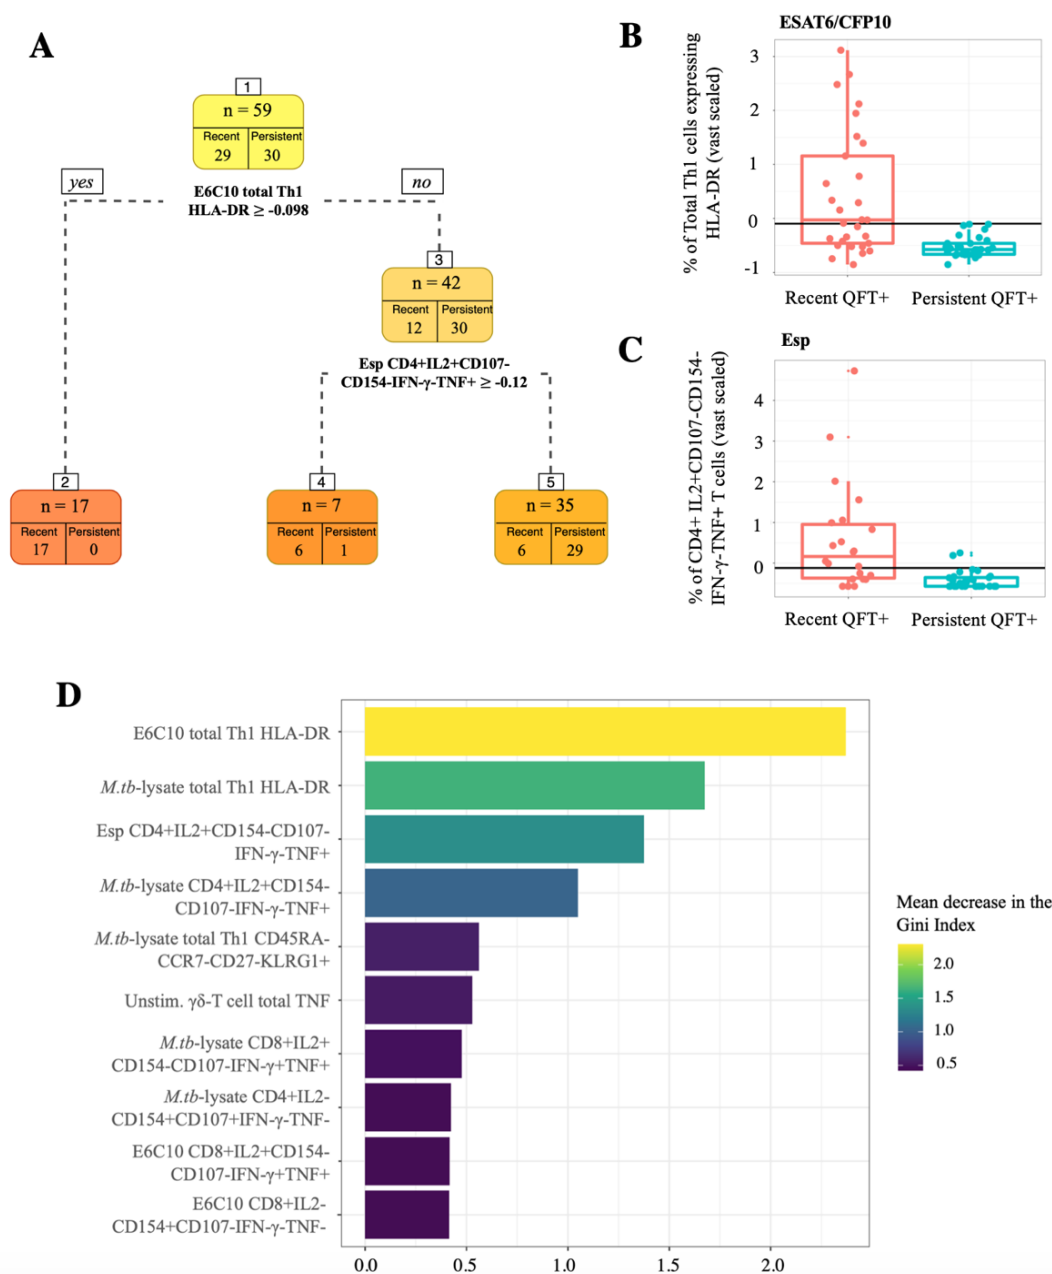 A
1
n = 59
Recent Persistent
29 30
yes
no
E6C10 total Th1
HLA-DR ≥ -0.098
3
n = 42
Recent Persistent
12 30
Esp CD4+IL2+CD107-
CD154-IFN-γ-TNF+ ≥ -0.12
2
n = 17
Recent Persistent
17 0
4
n = 7
Recent Persistent
6 1
5
n = 35
Recent Persistent
6 29
B
ESAT6/CFP10
% of Total Th1 cells expressing
HLA-DR (vast scaled)
3
2
1
0
-1
Recent QFT+ Persistent QFT+
C
Esp
% of CD4+ IL2+CD107-CD154-
IFN-γ-TNF+ T cells (vast scaled)
4
3
2
1
0
Recent QFT+ Persistent QFT+
D
E6C10 total Th1 HLA-DR
M.tb-lysate total Th1 HLA-DR
Esp CD4+IL2+CD154-CD107-
IFN-γ-TNF+
M.tb-lysate CD4+IL2+CD154-
CD107-IFN-γ-TNF+
M.tb-lysate total Th1 CD45RA-
CCR7-CD27-KLRG1+
Unstim. γδ-T cell total TNF
M.tb-lysate CD8+IL2+
CD154-CD107-IFN-γ+TNF+
M.tb-lysate CD4+IL2-
CD154+CD107+IFN-γ-TNF-
E6C10 CD8+IL2+CD154-
CD107-IFN-γ+TNF+
E6C10 CD8+IL2-
CD154+CD107-IFN-γ-TNF-
0.0 0.5 1.0 1.5 2.0
Mean decrease in the
Gini Index
2.0
1.5
1.0
0.5